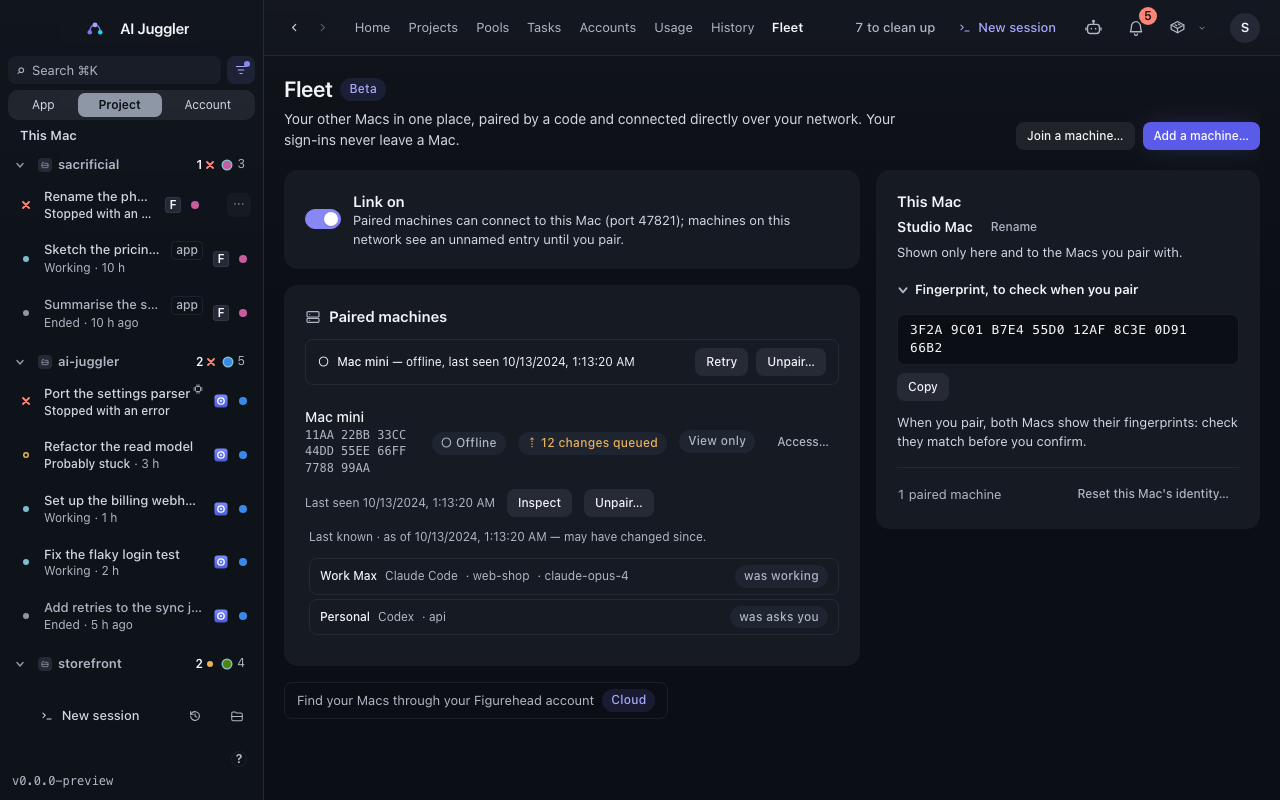 AI Juggler
Search ⌘K
App
Project
Account
This Mac
sacrificial
1
3
Rename the ph...
Stopped with an ...
F
Sketch the pricin...
app
Working · 10 h
F
Summarise the s...
app
Ended · 10 h ago
F
ai-juggler
2
5
Port the settings parser
Stopped with an error
Refactor the read model
Probably stuck · 3 h
Set up the billing webh...
Working · 1 h
Fix the flaky login test
Working · 2 h
Add retries to the sync j...
Ended · 5 h ago
storefront
2
4
New session
?
v0.0.0-preview
Home
Projects
Pools
Tasks
Accounts
Usage
History
Fleet
7 to clean up
New session
5
S
Fleet
Beta
Your other Macs in one place, paired by a code and connected directly over your network. Your
sign-ins never leave a Mac.
Join a machine...
Add a machine...
Link on
Paired machines can connect to this Mac (port 47821); machines on this
network see an unnamed entry until you pair.
Paired machines
Mac mini — offline, last seen 10/13/2024, 1:13:20 AM
Retry
Unpair...
Mac mini
11AA 22BB 33CC
44DD 55EE 66FF
7788 99AA
Offline
12 changes queued
View only
Access...
Last seen 10/13/2024, 1:13:20 AM
Inspect
Unpair...
Last known · as of 10/13/2024, 1:13:20 AM — may have changed since.
Work Max Claude Code · web-shop · claude-opus-4
was working
Personal Codex · api
was asks you
Find your Macs through your Figurehead account
Cloud
This Mac
Studio Mac
Rename
Shown only here and to the Macs you pair with.
Fingerprint, to check when you pair
3F2A 9C01 B7E4 55D0 12AF 8C3E 0D91
66B2
Copy
When you pair, both Macs show their fingerprints: check
they match before you confirm.
1 paired machine
Reset this Mac's identity...